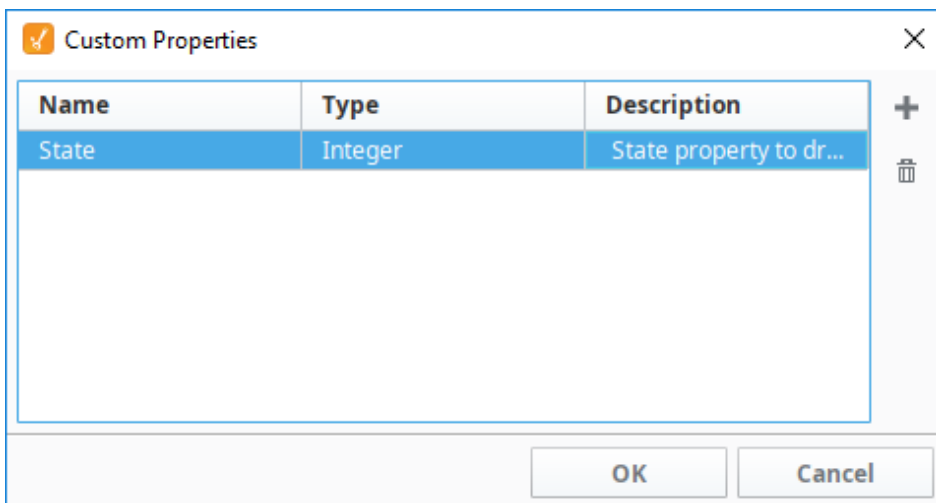 Custom Properties
Name Type Description
State Integer State property to dr...
OK Cancel